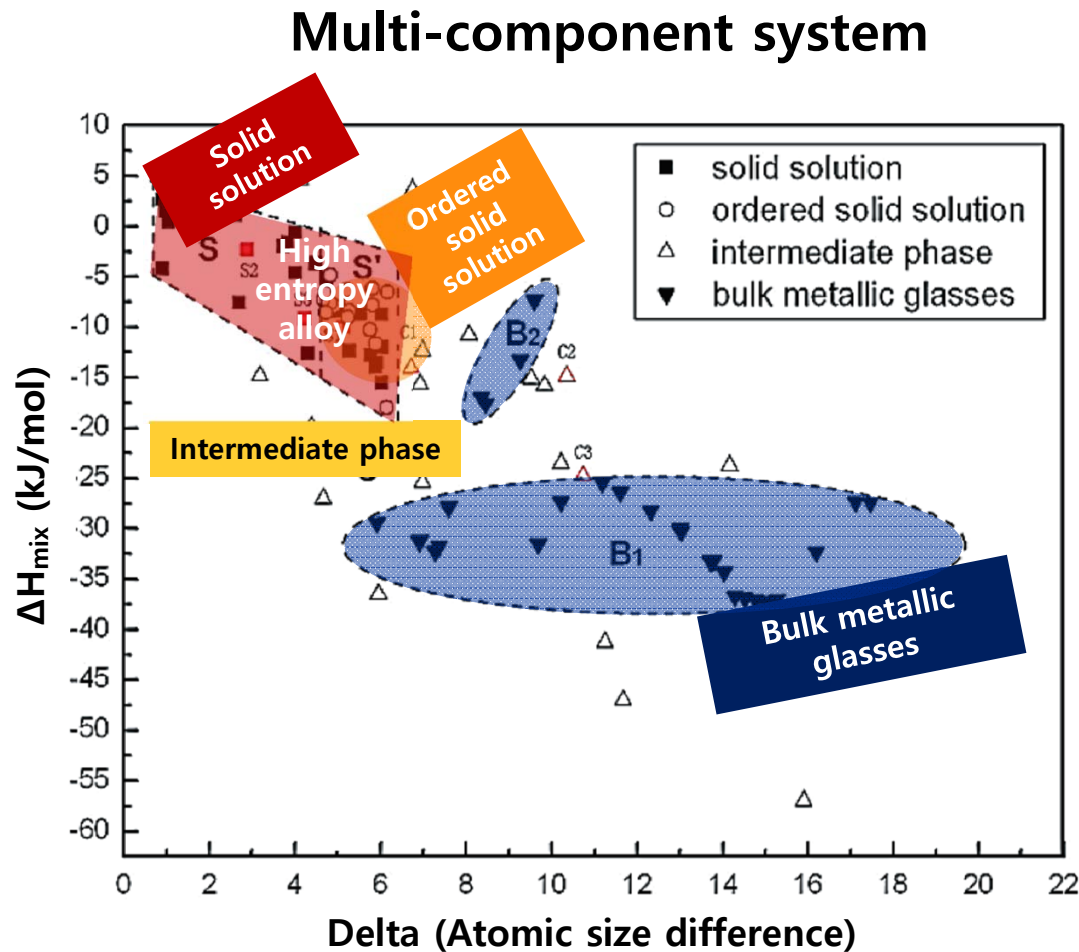 Multi-component system
10
5
0
-5
-10
-15
-20
-25
-30
-35
-40
-45
-50
-55
-60
ΔHmix (kJ/mol)
Solid
solution
Ordered
solid
solution
solid solution
ordered solid solution
intermediate phase
bulk metallic glasses
S
S'
S2
High
entropy
alloy
C1
B2
C2
Intermediate phase
C3
B1
Bulk metallic
glasses
0
2
4
6
8
10
12
14
16
18
20
22
Delta (Atomic size difference)